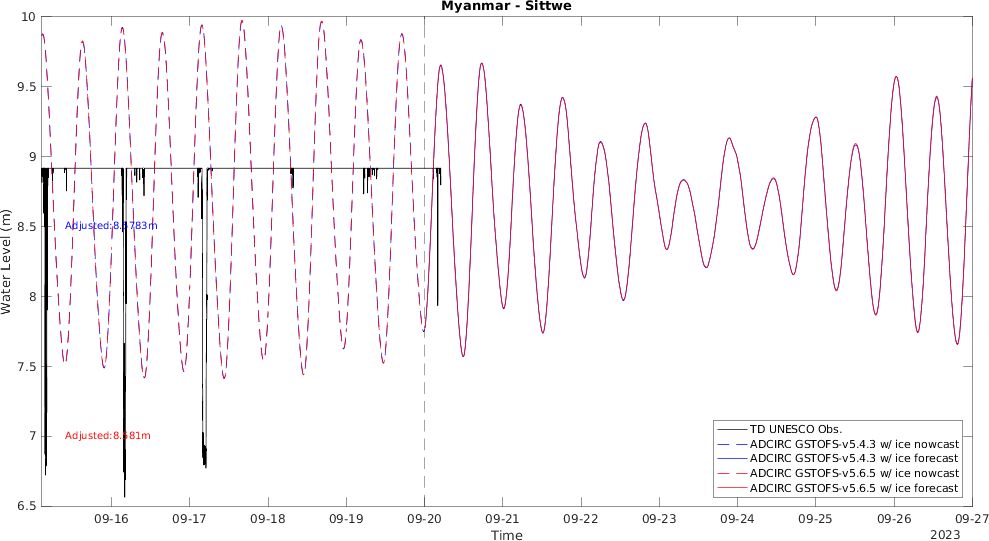 Myanmar - Sittwe
Water Level (m)
10
9.5
9
8.5
8
7.5
7
6.5
Adjusted:8.
783m
Adjusted:8.
581m
09-16
09-17
09-18
09-19
09-20
09-21
09-22
09-23
09-24
09-25
09-26
09-27
Time
2023
TD UNESCO Obs.
ADCIRC GSTOFS-v5.4.3 w/ ice nowcast
ADCIRC GSTOFS-v5.4.3 w/ ice forecast
ADCIRC GSTOFS-v5.6.5 w/ ice nowcast
ADCIRC GSTOFS-v5.6.5 w/ ice forecast